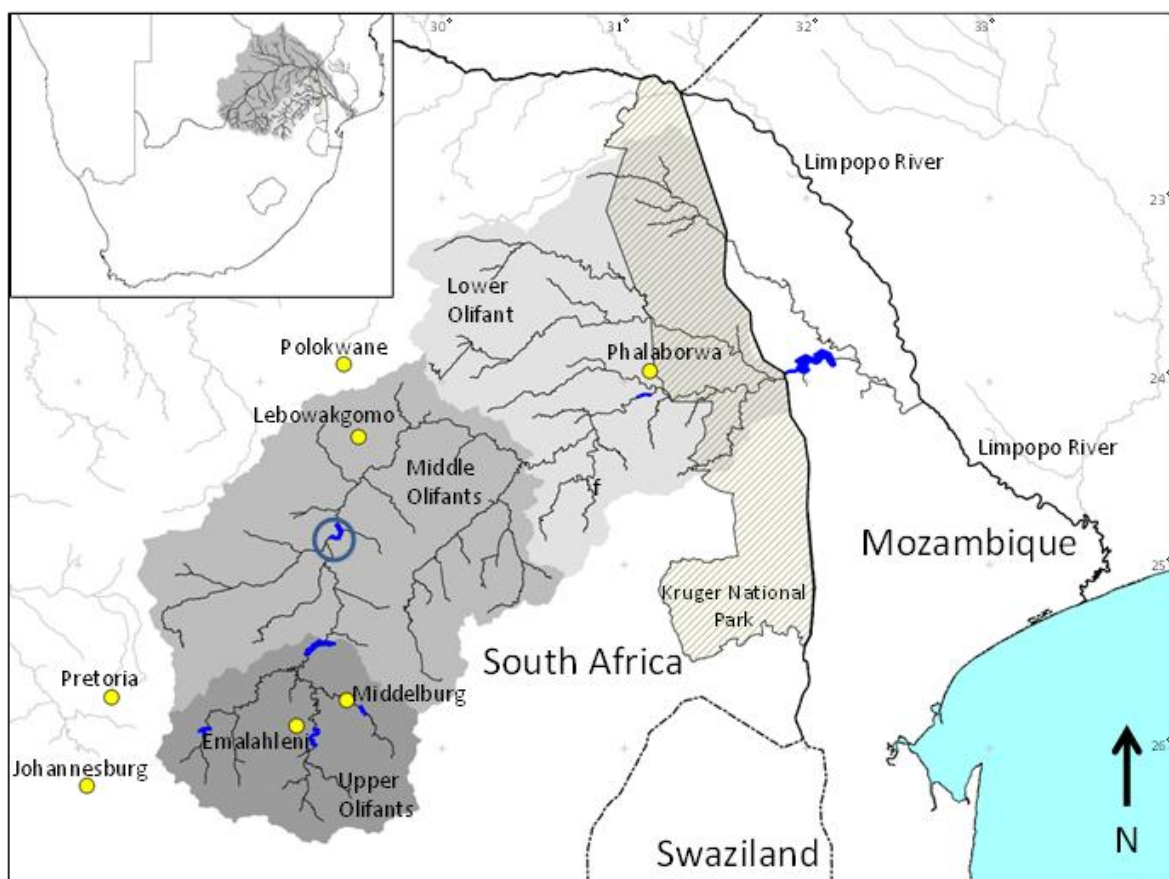 30°
31°
32°
33°
Limpopo River
23°
Lower
Olifant
Polokwane
Phalaborwa
24°
Lebowakgomo
Middle
Olifants
Limpopo River
f
Mozambique
25°
Kruger National
Park
South Africa
Pretoria
Middelburg
Emalahleni
26°
Johannesburg
Upper
Olifants
N
Swaziland